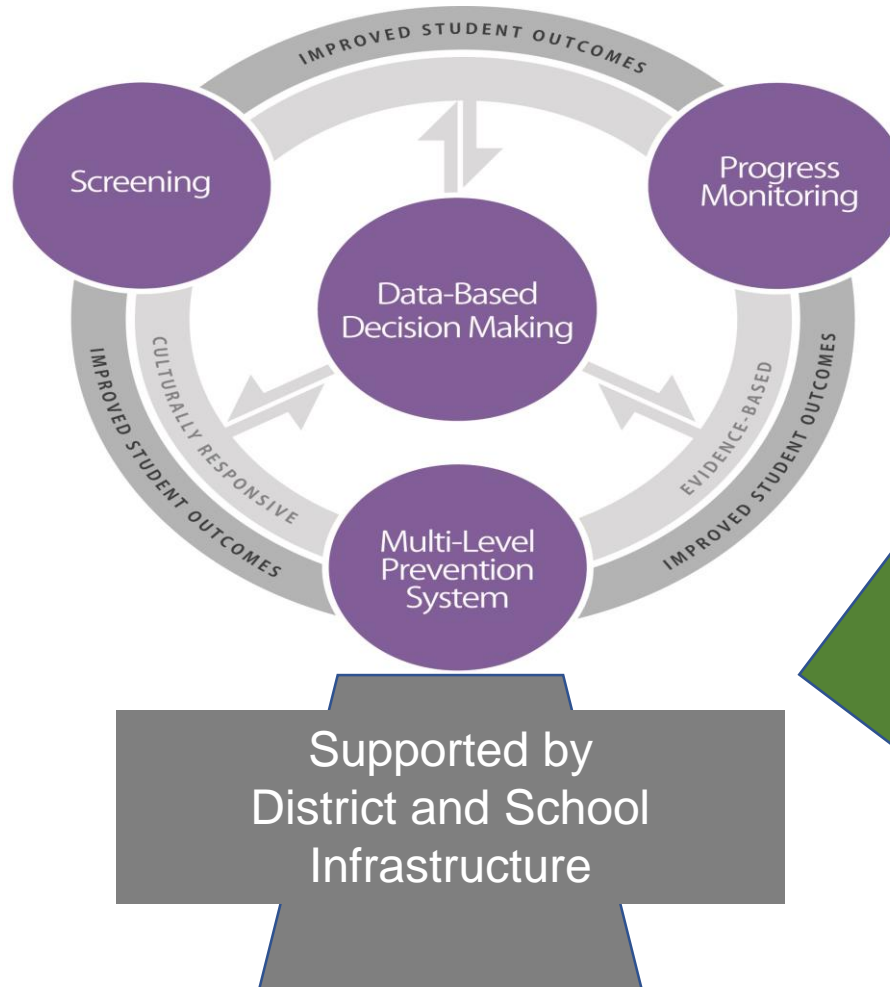 IMPROVED STUDENT OUTCOMES
Screening
Progress
Monitoring
Data-Based
Decision Making
IMPROVED STUDENT OUTCOMES
CULTURALLY RESPONSIVE
EVIDENCE-BASED
IMPROVED STUDENT OUTCOMES
Multi-Level
Prevention
System
Supported by
District and School
Infrastructure